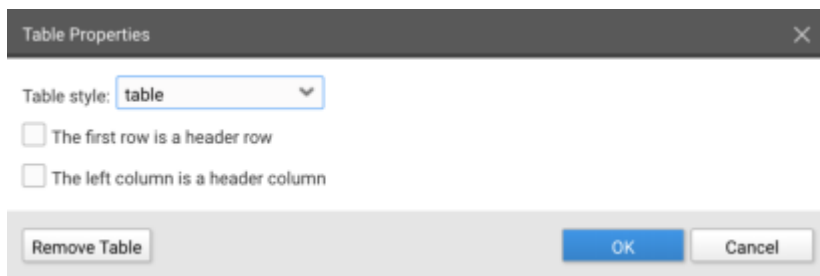 Table Properties
Table style: table
The first row is a header row
The left column is a header column
Remove Table OK Cancel